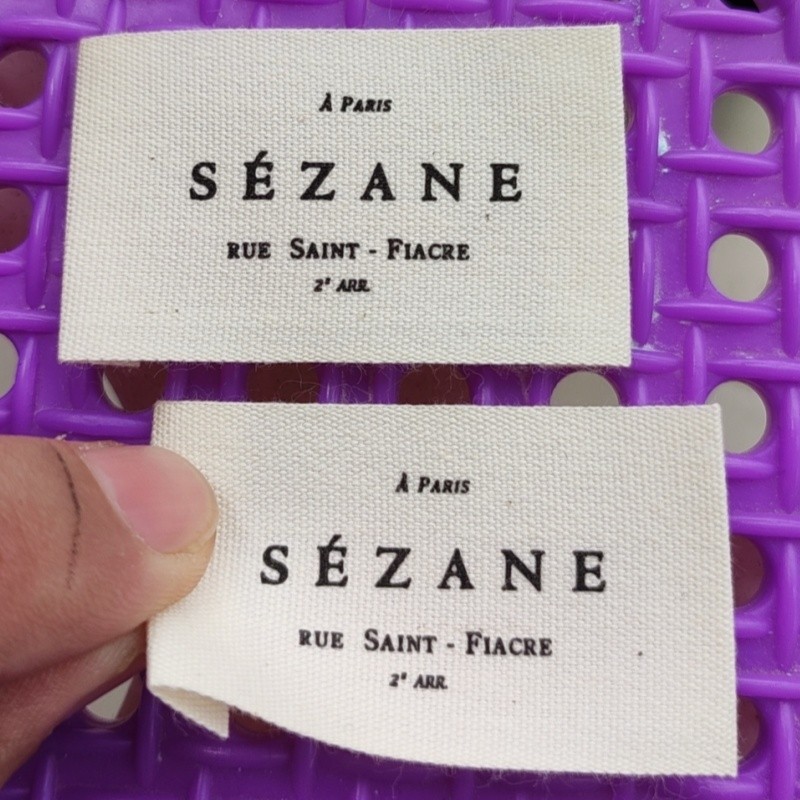 À PARIS
SÉZANE
RUE SAINT - FIACRE
2e ARR.
À PARIS
SÉZANE
RUE SAINT - FIACRE
2e ARR.